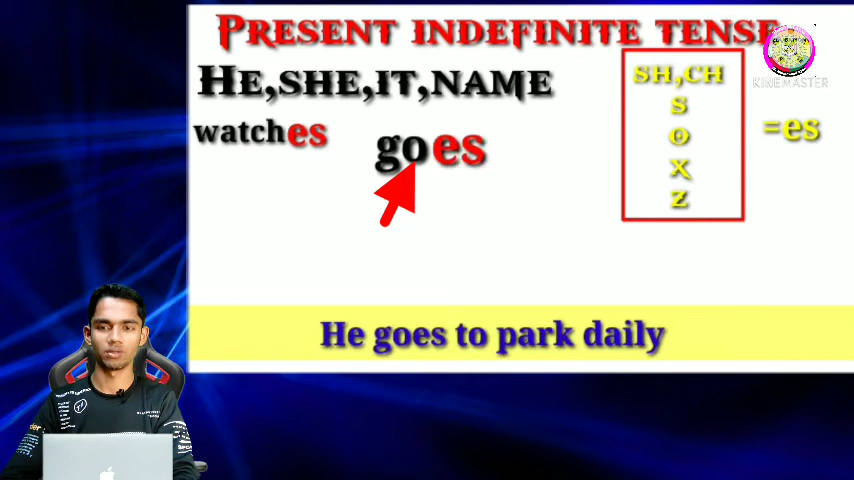 PRESENT INDEFINITE TENSE
HE,SHE,IT,NAME
watches
goes
SH,CH
S
O
X
Z
=es
KINEMASTER
He goes to park daily